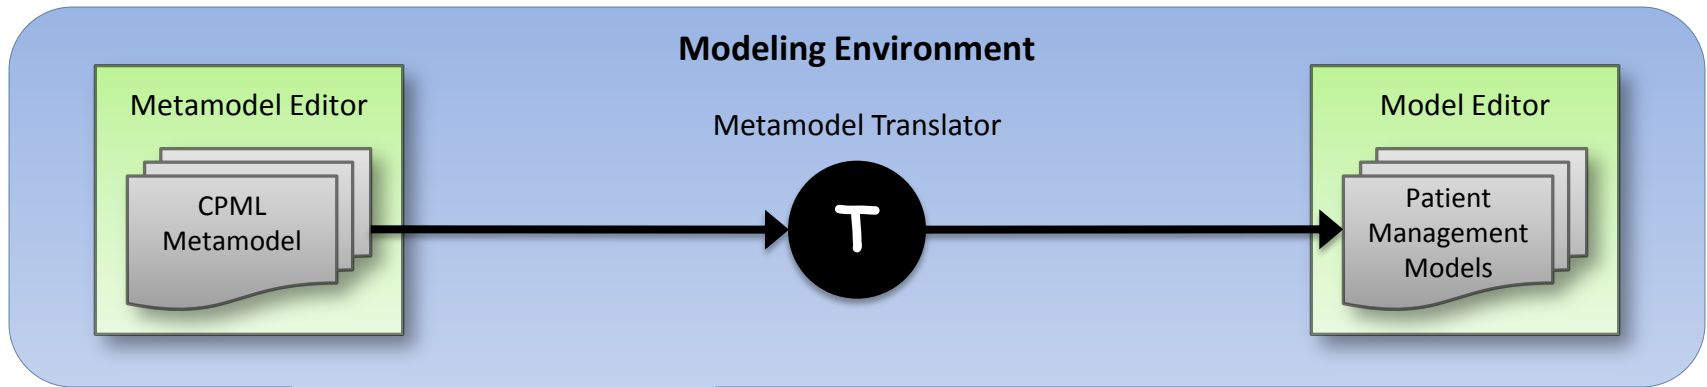 Modeling Environment
Metamodel Editor
CPML
Metamodel
Metamodel Translator
T
Model Editor
Patient
Management
Models